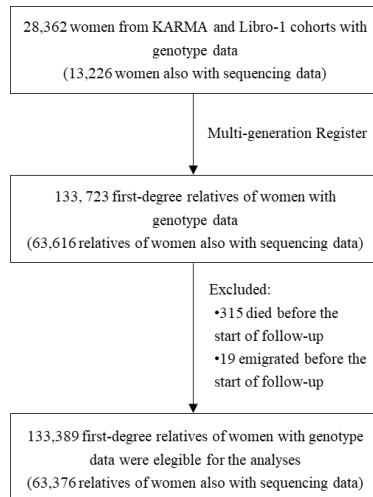 28,362 women from KARMA and Libro-1 cohorts with
genotype data
(13,226 women also with sequencing data)
Multi-generation Register
133, 723 first-degree relatives of women with
genotype data
(63,616 relatives of women also with sequencing data)
Excluded:
•315 died before the
start of follow-up
•19 emigrated before the
start of follow-up
133,389 first-degree relatives of women with genotype
data were elegible for the analyses
(63,376 relatives of women also with sequencing data)